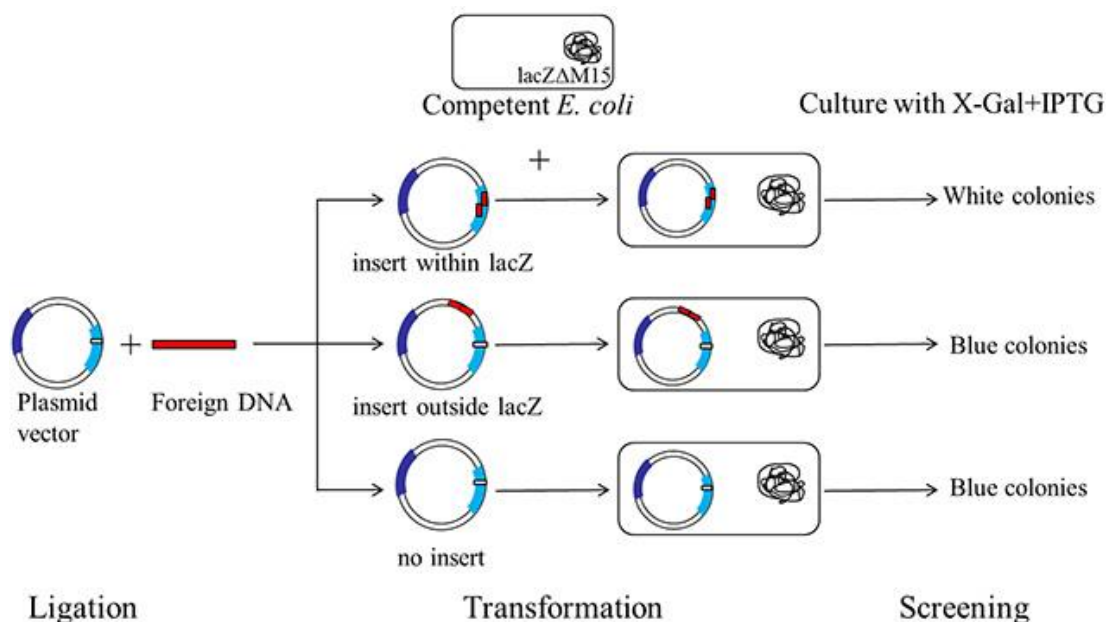 lacZΔM15
Competent E. coli
Culture with X-Gal+IPTG
+
White colonies
insert within lacZ
+
Plasmid
vector
Foreign DNA
Blue colonies
insert outside lacZ
Blue colonies
no insert
Ligation
Transformation
Screening